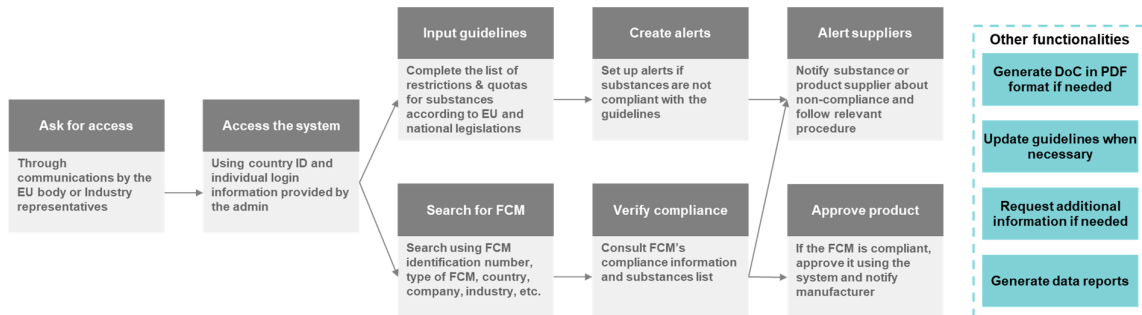 Ask for access
Through
communications by the
EU body or Industry
representatives
Access the system
Using country ID and
individual login
information provided by
the admin
Input guidelines
Complete the list of
restrictions & quotas
for substances
according to EU and
national legislations
Create alerts
Set up alerts if
substances are not
compliant with the
guidelines
Alert suppliers
Notify substance or
product supplier about
non-compliance and
follow relevant
procedure
Search for FCM
Search using FCM
identification number,
type of FCM, country,
company, industry, etc.
Verify compliance
Consult FCM's
compliance information
and substances list
Approve product
If the FCM is compliant,
approve it using the
system and notify
manufacturer
Other functionalities
Generate DoC in PDF
format if needed
Update guidelines when
necessary
Request additional
information if needed
Generate data reports